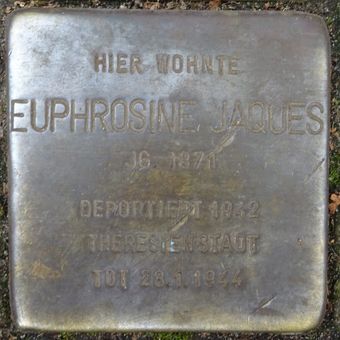 HIER WOHNTE
EUPHROSINE JAQUES
JG. 1871
DEPORTIERT 1942
THERESIENSTADT
TOT 28.1.1944